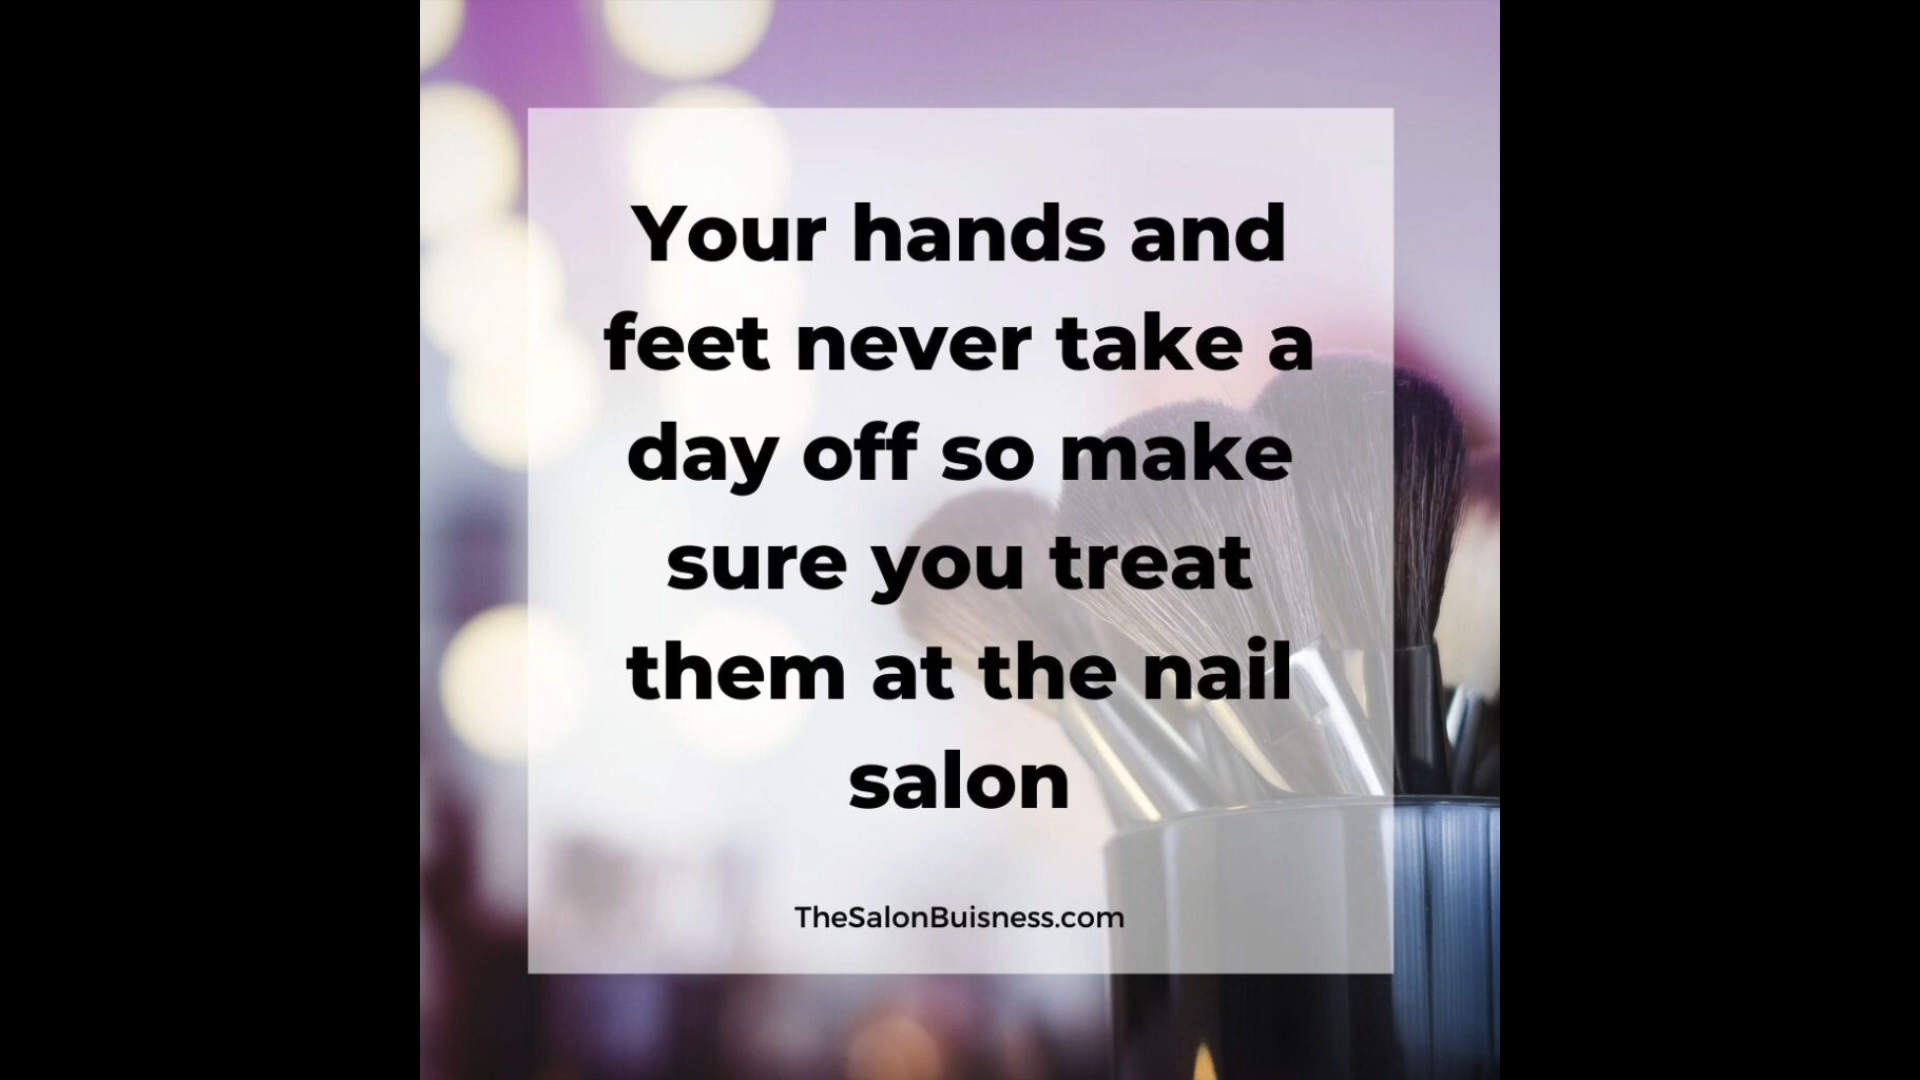 Your hands and
feet never take a
day off so make
sure you treat
them at the nail
salon
TheSalonBuisness.com